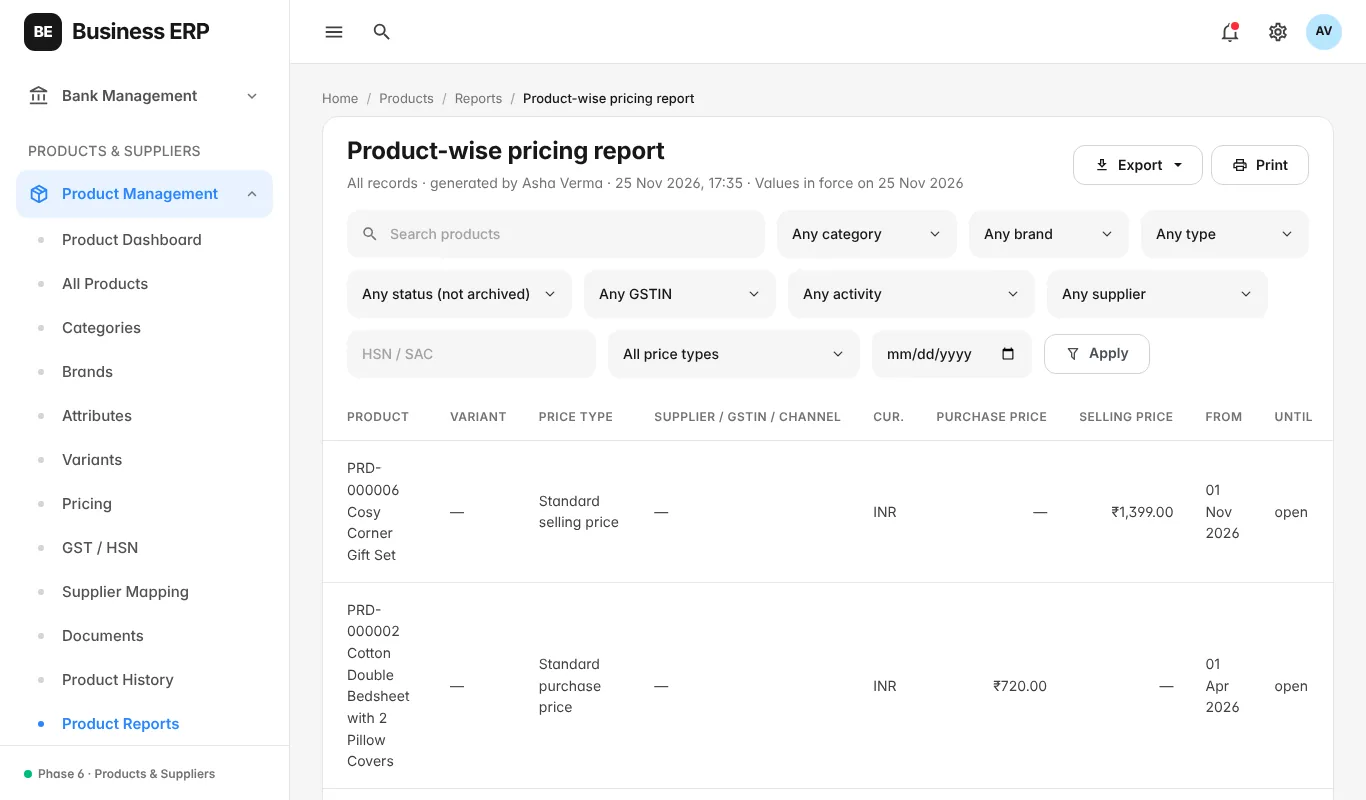 BE Business ERP
Bank Management
PRODUCTS & SUPPLIERS
Product Management
Product Dashboard
All Products
Categories
Brands
Attributes
Variants
Pricing
GST / HSN
Supplier Mapping
Documents
Product History
Product Reports
Phase 6 · Products & Suppliers
AV
Home / Products / Reports / Product-wise pricing report
Product-wise pricing report
All records · generated by Asha Verma · 25 Nov 2026, 17:35 · Values in force on 25 Nov 2026
Export
Print
Search products
Any category
Any brand
Any type
Any status (not archived)
Any GSTIN
Any activity
Any supplier
HSN / SAC
All price types
mm/dd/yyyy
Apply
PRODUCT VARIANT PRICE TYPE SUPPLIER / GSTIN / CHANNEL CUR. PURCHASE PRICE SELLING PRICE FROM UNTIL
PRD-
000006
Cosy
Corner
Gift Set
—
Standard
selling price
—
INR
—
₹1,399.00
01
Nov
2026
open
PRD-
000002
Cotton
Double
Bedsheet
with 2
Pillow
Covers
—
Standard
purchase
price
—
INR
₹720.00
—
01
Apr
2026
open